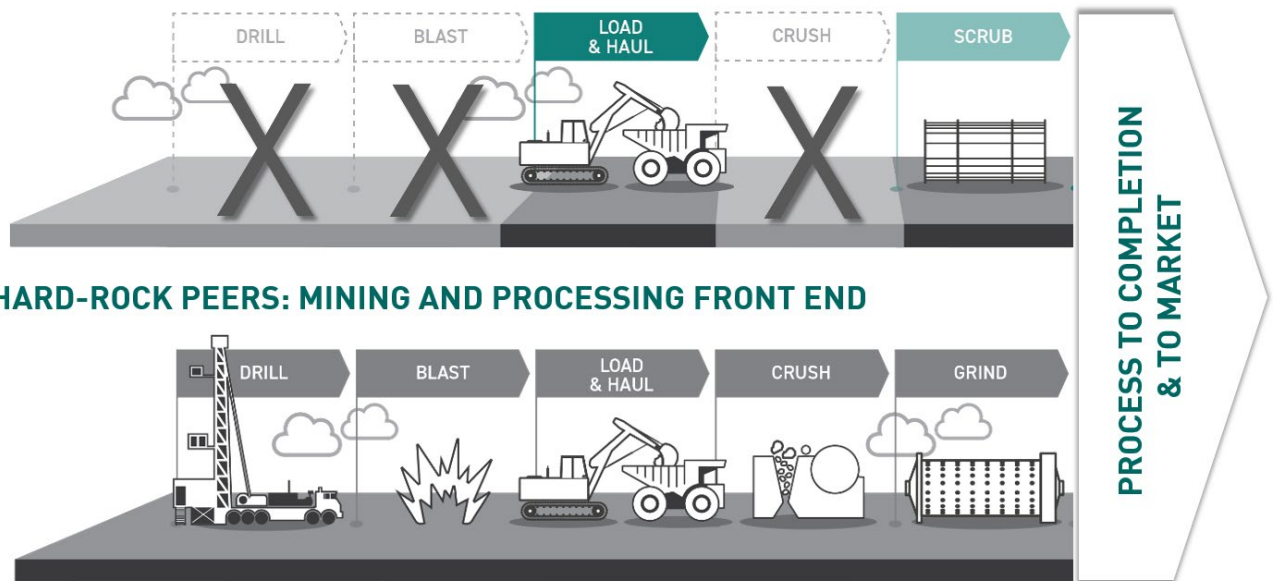 DRILL
BLAST
LOAD
& HAUL
CRUSH
SCRUB
HARD-ROCK PEERS: MINING AND PROCESSING FRONT END
DRILL
BLAST
LOAD
& HAUL
CRUSH
GRIND
PROCESS TO COMPLETION
& TO MARKET